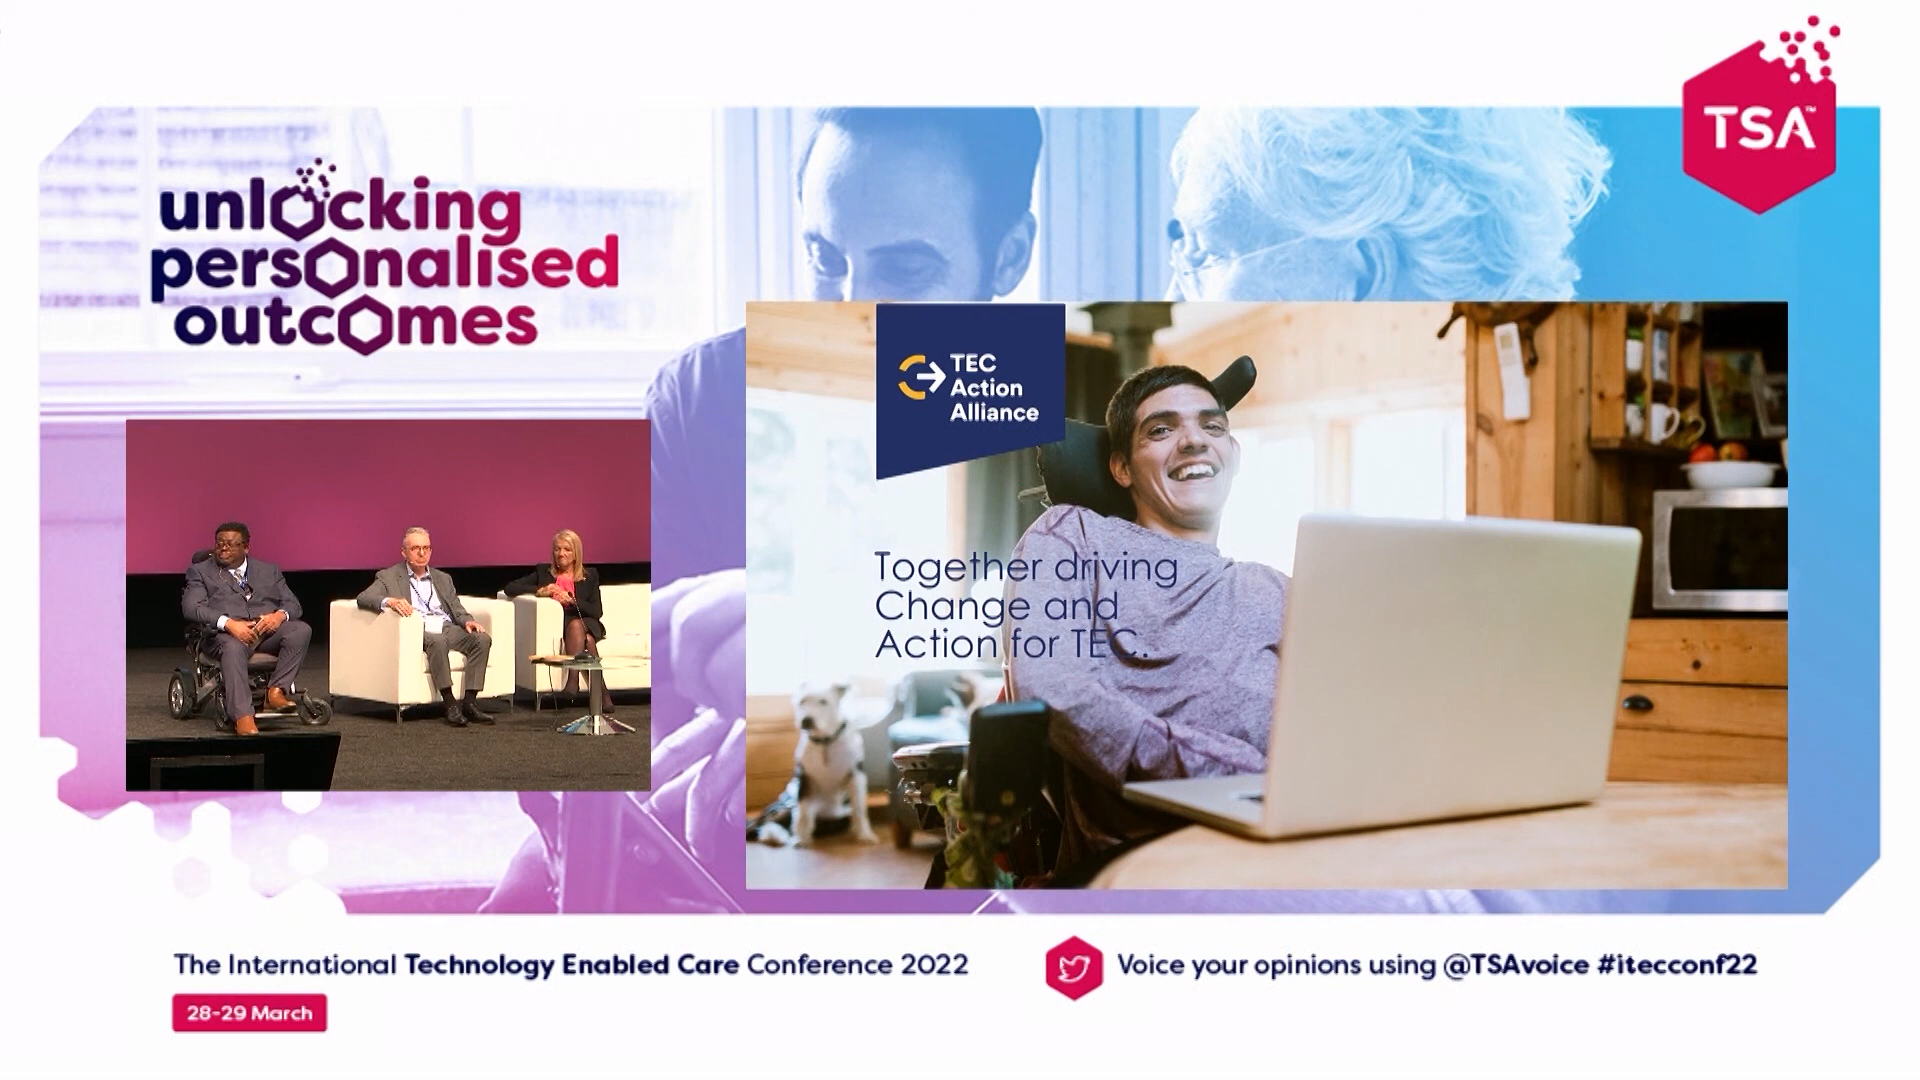 TSA™
unlocking
personalised
outcomes
TEC
Action
Alliance
Together driving
Change and
Action for TEC.
The International Technology Enabled Care Conference 2022
28-29 March
Voice your opinions using @TSAvoice #itecconf22